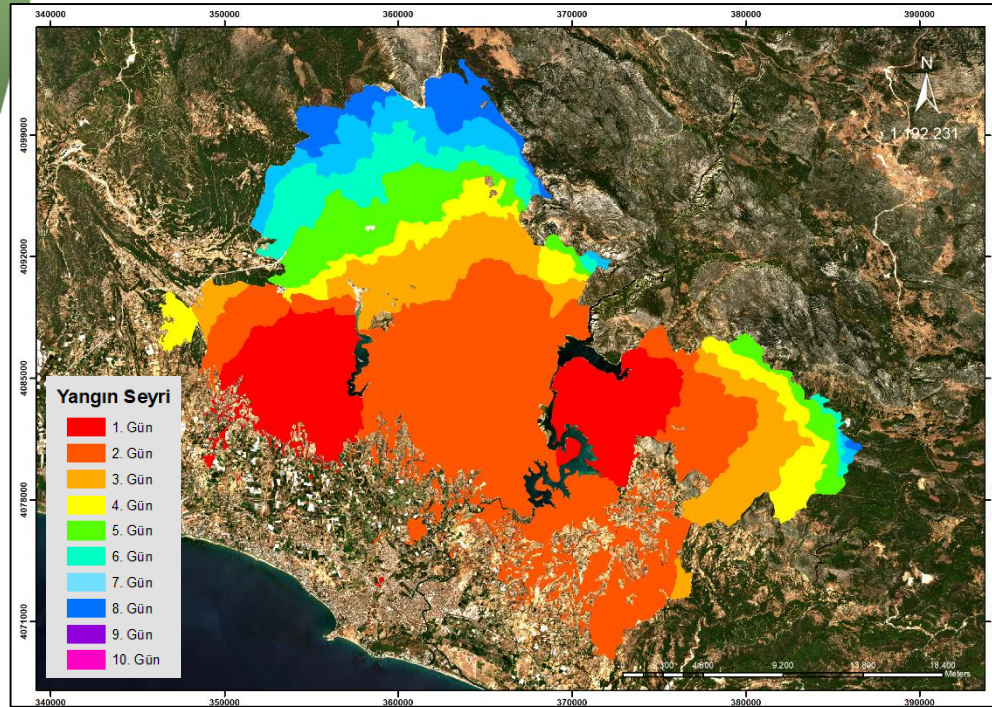 340000 350000 360000 370000 380000 390000
N
1:192.231
4099000
4092000
4085000
4078000
4071000
Yangın Seyri
1. Gün
2. Gün
3. Gün
4. Gün
5. Gün
6. Gün
7. Gün
8. Gün
9. Gün
10. Gün
4.600 9.200 13.800 18.400
Meters
340000 350000 360000 370000 380000 390000